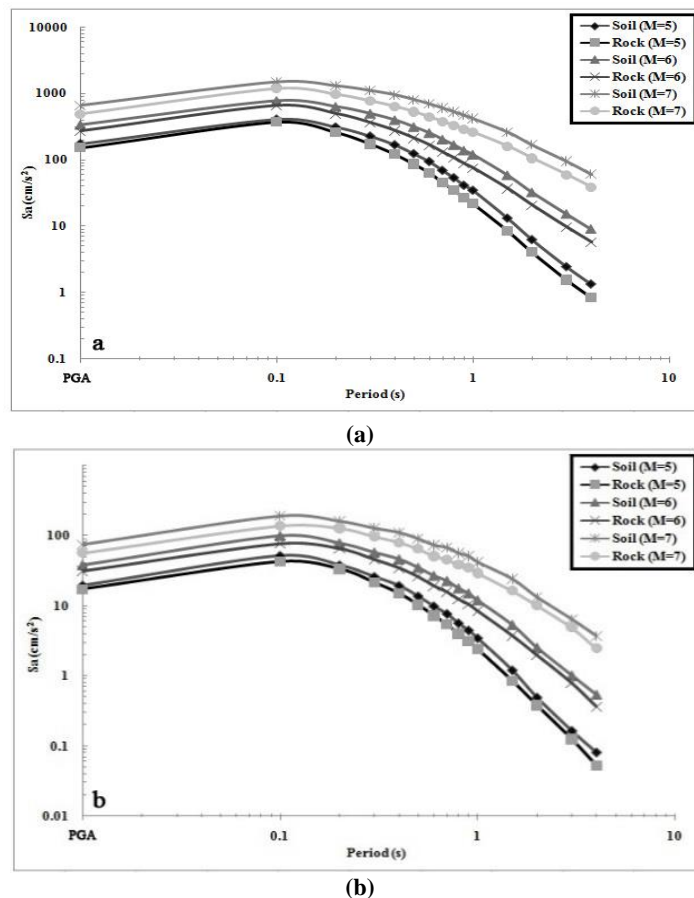 10000
1000
100
10
1
0.1
Sa (cm/s²)
PGA
0.1
1
10
Period (s)
Soil (M=5)
Rock (M=5)
Soil (M=6)
Rock (M=6)
Soil (M=7)
Rock (M=7)
a
(a)
100
10
1
0.1
0.01
Sa (cm/s²)
PGA
0.1
1
10
Period (s)
Soil (M=5)
Rock (M=5)
Soil (M=6)
Rock (M=6)
Soil (M=7)
Rock (M=7)
b
(b)